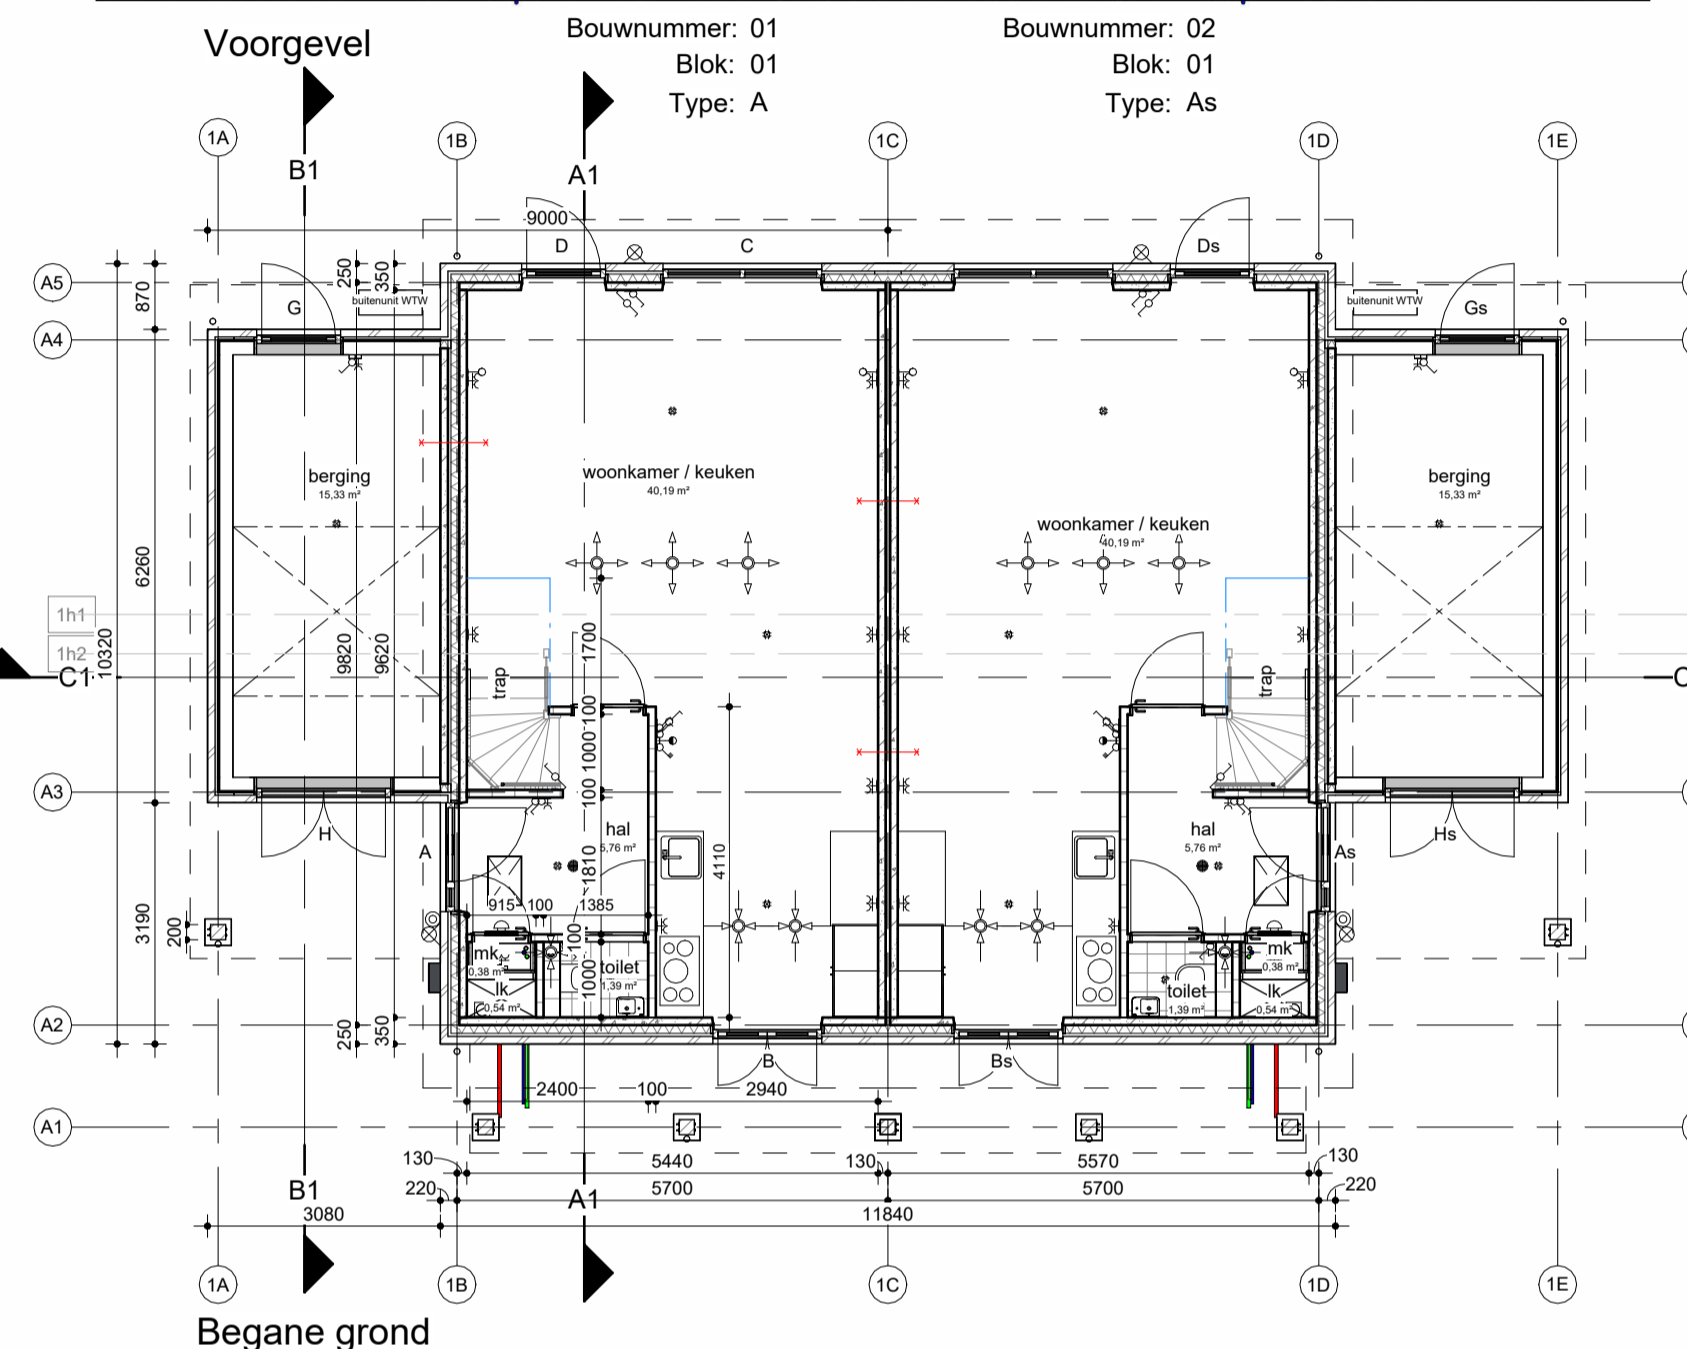 Voorgevel
Bouwnummer: 01
Blok: 01
Type: A
Bouwnummer: 02
Blok: 01
Type: As
1A
1B
1C
1D
1E
B1
A1
9000
D
C
Ds
A5
870
250
350
buitenunit WTW
G
buitenunit WTW
Gs
A4
berging
15,33 m²
woonkamer / keuken
40,19 m²
woonkamer / keuken
40,19 m²
berging
15,33 m²
6260
10320
1h1
1h2
9820
9620
1700
C1
C
trap
trap
100
1000
100
A3
H
A
hal
5,76 m²
1810
4110
hal
5,76 m²
As
Hs
915
100
1385
3190
200
100
1000
mk
0,38 m²
lk
0,54 m²
toilet
1,39 m²
toilet
1,39 m²
mk
0,38 m²
lk
0,54 m²
A2
250
350
B
Bs
2400
100
2940
A1
130
5440
130
5570
130
220
5700
5700
220
B1
A1
3080
11840
1A
1B
1C
1D
1E
Begane grond